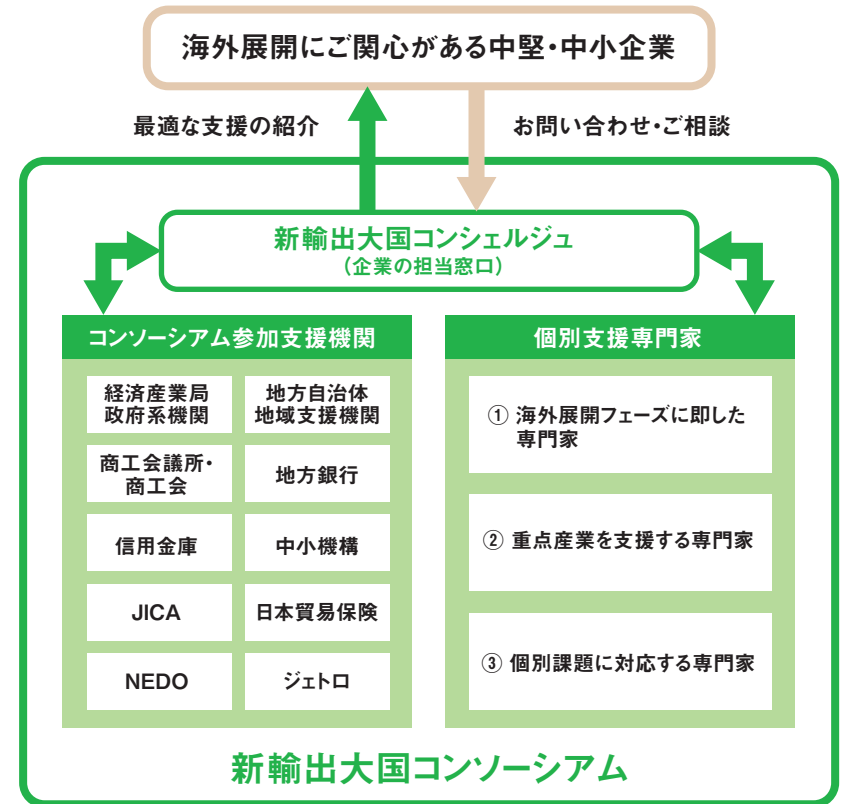 海外展開にご関心がある中堅・中小企業
最適な支援の紹介
お問い合わせ・ご相談
新輸出大国コンシェルジュ
（企業の担当窓口）
コンソーシアム参加支援機関
経済産業局
政府系機関
地方自治体
地域支援機関
商工会議所・
商工会
地方銀行
信用金庫
中小機構
JICA
日本貿易保険
NEDO
ジェトロ
個別支援専門家
① 海外展開フェーズに即した
専門家
② 重点産業を支援する専門家
③ 個別課題に対応する専門家
新輸出大国コンソーシアム